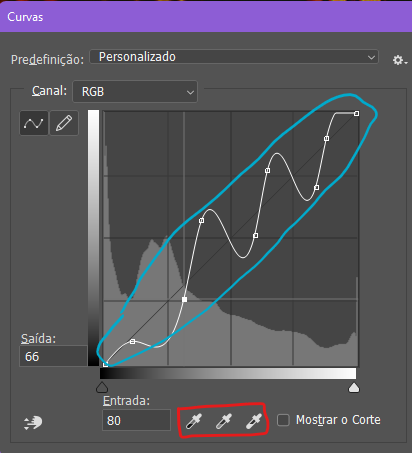 Curvas
Predefinição: Personalizado
Canal: RGB
Saída:
66
Entrada:
80
Mostrar o Corte